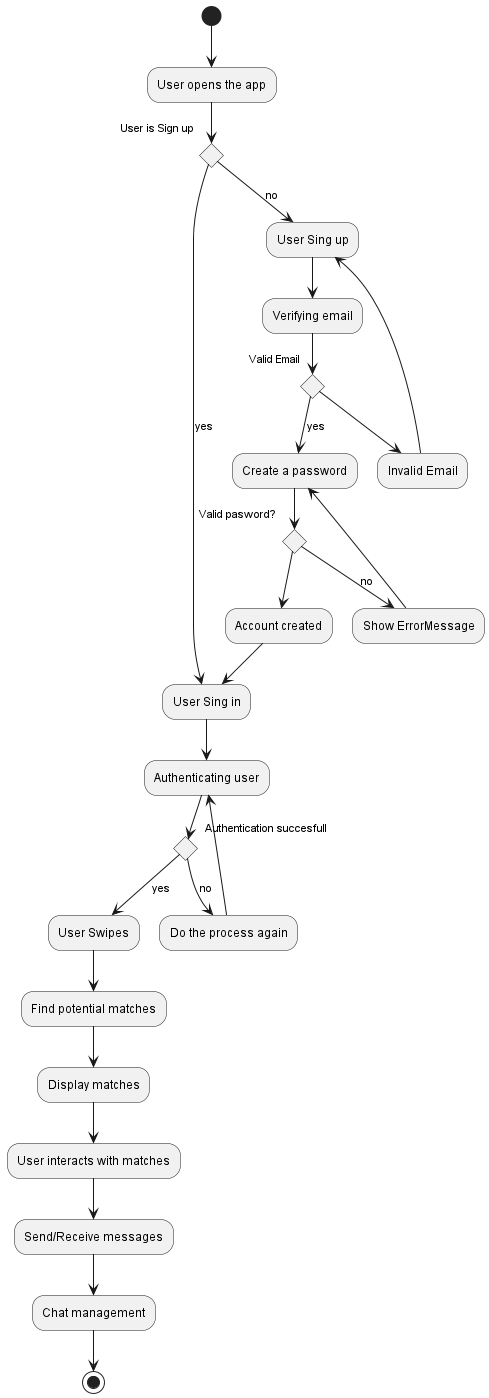 User opens the app
User is Sign up
no
User Sing up
Verifying email
Valid Email
yes
yes
Create a password
Invalid Email
Valid pasword?
no
Account created
Show ErrorMessage
User Sing in
Authenticating user
Authentication succesfull
yes
no
User Swipes
Do the process again
Find potential matches
Display matches
User interacts with matches
Send/Receive messages
Chat management